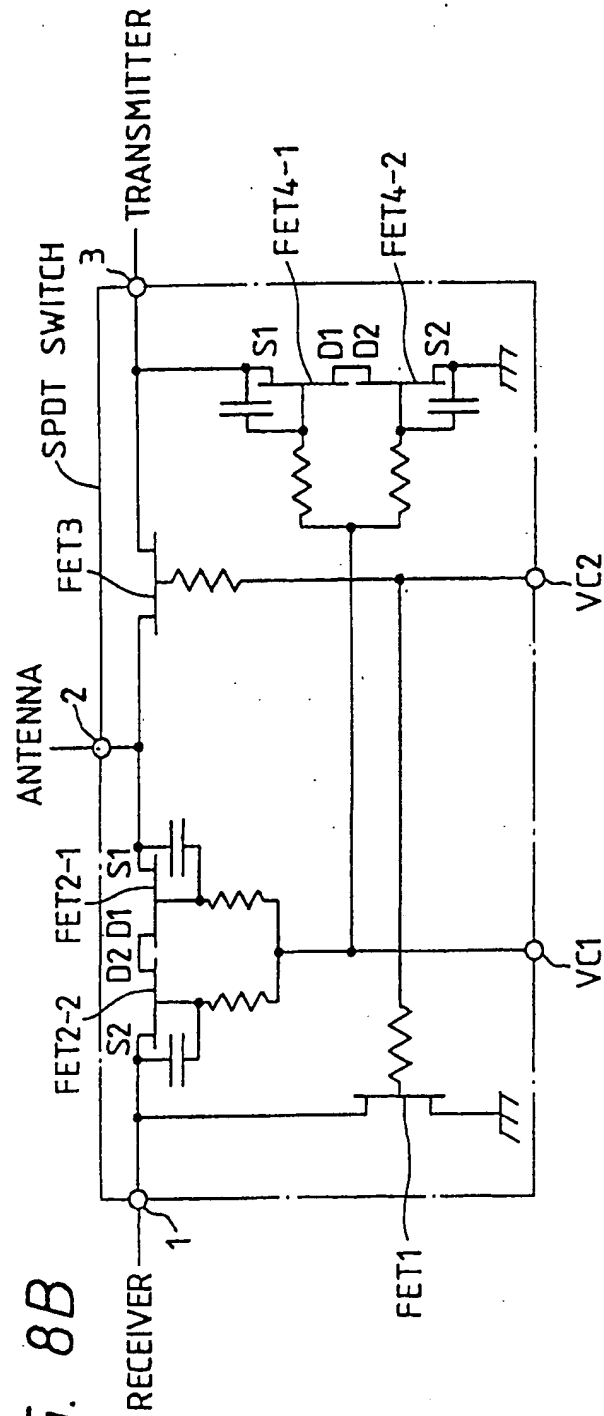 G. 8B
ANTENNA
2
SPDT SWITCH
FET3
3
TRANSMITTER
FET2-2
FET2-1
S2
D2
D1
S1
RECEIVER
1
S1
D1
D2
S2
FET4-1
FET4-2
FET1
VC1
VC2